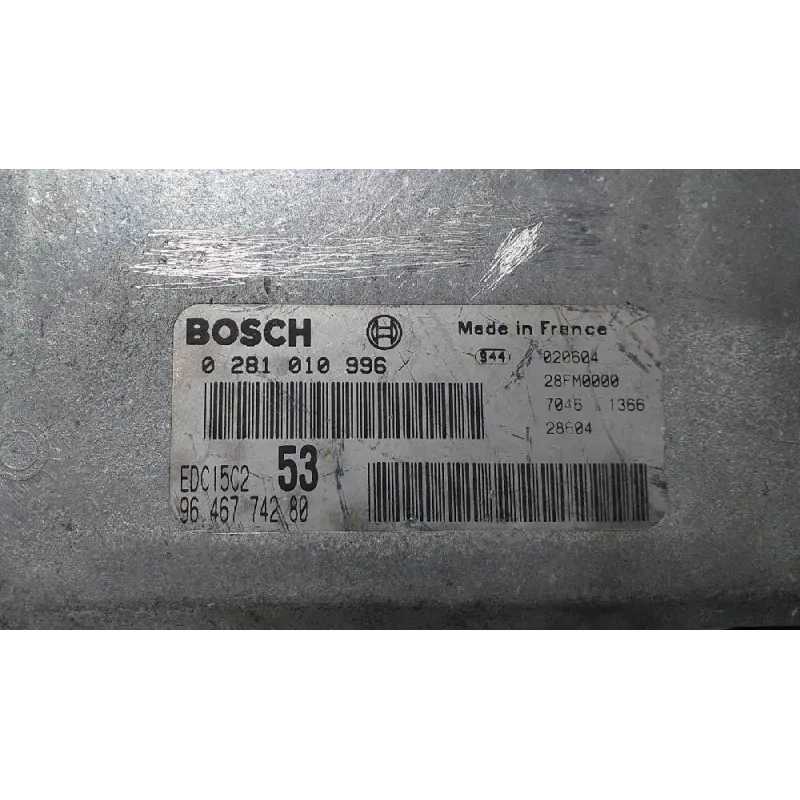 BOSCH
Made in France
0 281 010 996
944 020604
28FM0000
7046 1366
28604
EDC15C2 53
96.467 742 80